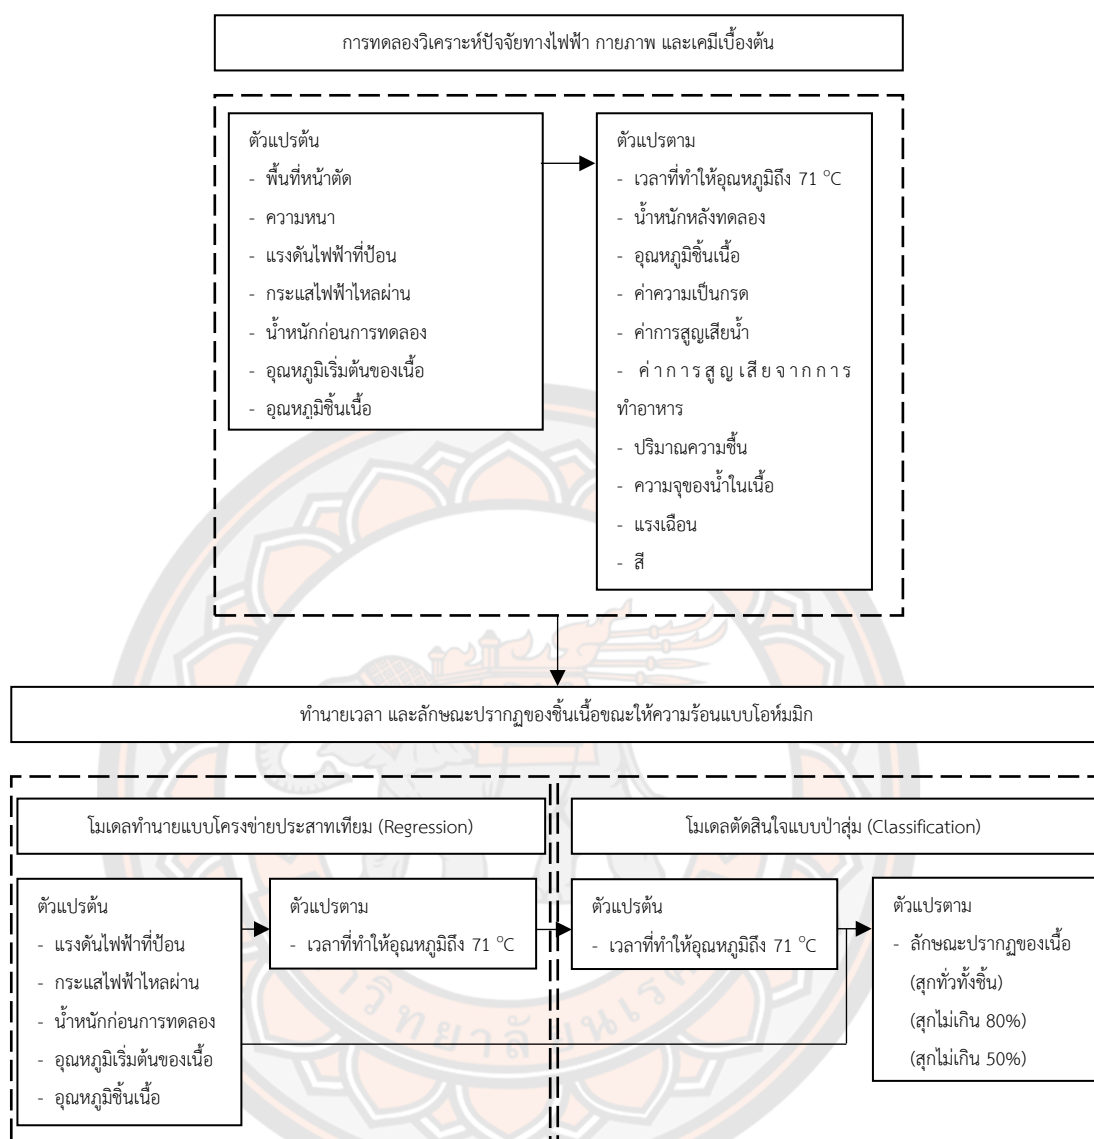 การทดลองวิเคราะห์ปัจจัยทางไฟฟ้า กายภาพ และเคมีเบื้องต้น
ตัวแปรต้น
- พื้นที่หน้าตัด
- ความหนา
- แรงดันไฟฟ้าที่ป้อน
- กระแสไฟฟ้าไหลผ่าน
- น้ำหนักก่อนการทดลอง
- อุณหภูมิเริ่มต้นของเนื้อ
- อุณหภูมิชิ้นเนื้อ
ตัวแปรตาม
- เวลาที่ทำให้อุณหภูมิถึง 71 °C
- น้ำหนักหลังทดลอง
- อุณหภูมิชิ้นเนื้อ
- ค่าความเป็นกรด
- ค่าการสูญเสียน้ำ
- ค่าการสูญเสียจากการ
ทำอาหาร
- ปริมาณความชื้น
- ความจุของน้ำในเนื้อ
- แรงเฉือน
- สี
ทำนายเวลา และลักษณะปรากฏของชิ้นเนื้อขณะให้ความร้อนแบบโอห์มมิก
โมเดลทำนายแบบโครงข่ายประสาทเทียม (Regression)
ตัวแปรต้น
- แรงดันไฟฟ้าที่ป้อน
- กระแสไฟฟ้าไหลผ่าน
- น้ำหนักก่อนการทดลอง
- อุณหภูมิเริ่มต้นของเนื้อ
- อุณหภูมิชิ้นเนื้อ
ตัวแปรตาม
- เวลาที่ทำให้อุณหภูมิถึง 71 °C
โมเดลตัดสินใจแบบป่าสุ่ม (Classification)
ตัวแปรต้น
- เวลาที่ทำให้อุณหภูมิถึง 71 °C
ตัวแปรตาม
- ลักษณะปรากฏของเนื้อ
(สุกทั่วทั้งชิ้น)
(สุกไม่เกิน 80%)
(สุกไม่เกิน 50%)